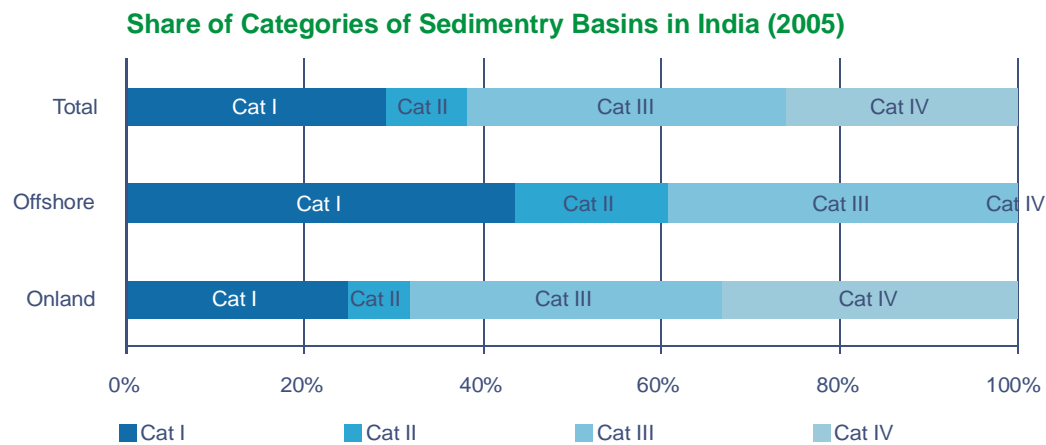 Share of Categories of Sedimentry Basins in India (2005)
Total Cat I Cat II Cat III Cat IV
Offshore Cat I Cat II Cat III Cat IV
Onland Cat I Cat II Cat III Cat IV
0% 20% 40% 60% 80% 100%
Cat I Cat II Cat III Cat IV